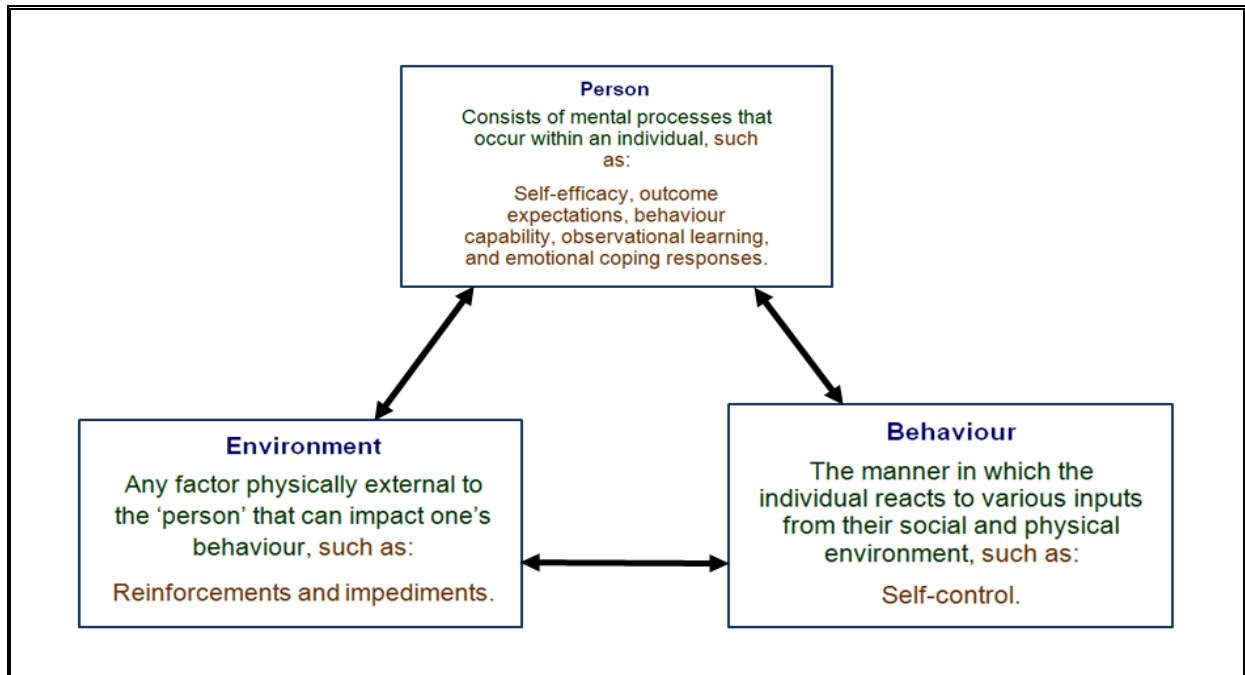 Person
Consists of mental processes that
occur within an individual, such
as:
Self-efficacy, outcome
expectations, behaviour
capability, observational learning,
and emotional coping responses.
Environment
Any factor physically external to
the ‘person’ that can impact one’s
behaviour, such as:
Reinforcements and impediments.
Behaviour
The manner in which the
individual reacts to various inputs
from their social and physical
environment, such as:
Self-control.